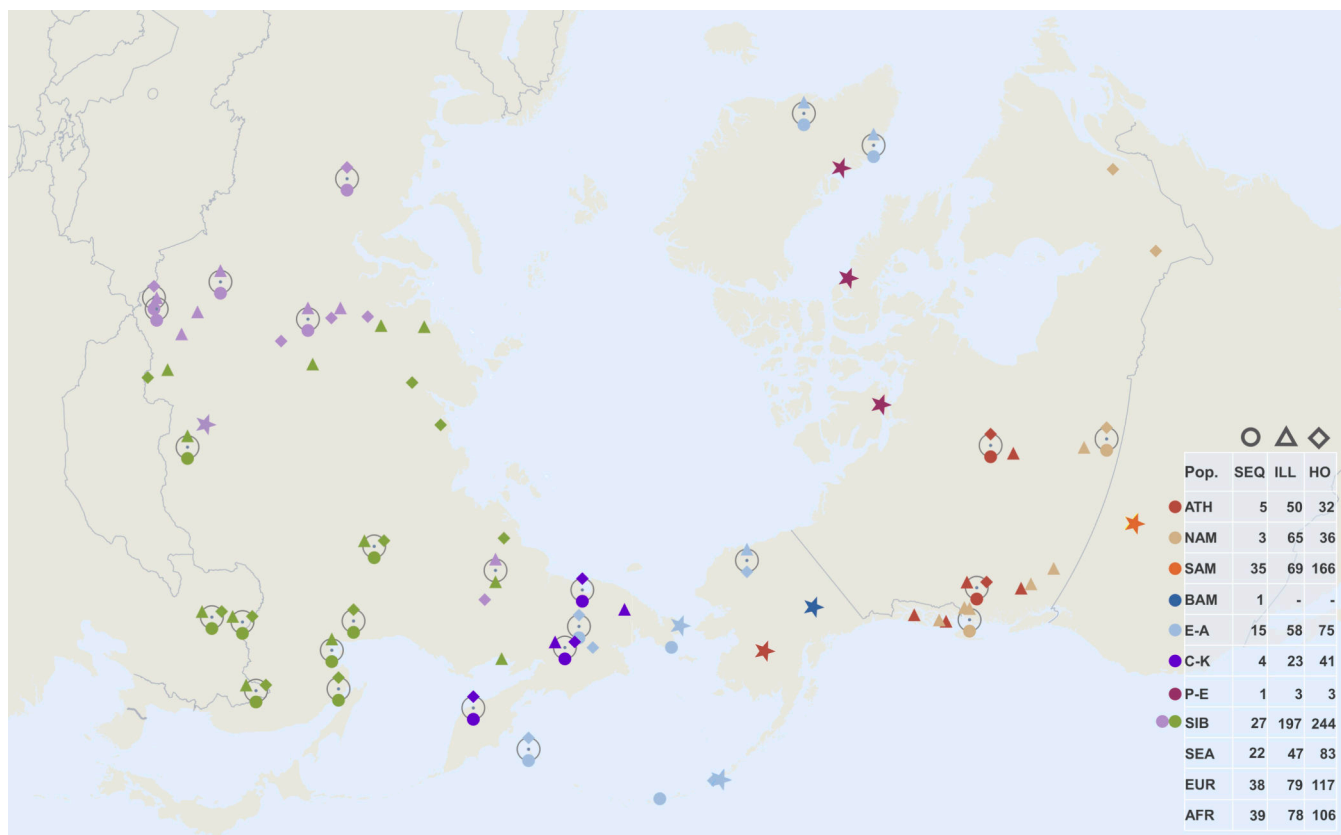 Pop. SEQ ILL HO
ATH 5 50 32
NAM 3 65 36
SAM 35 69 166
BAM 1 - -
E-A 15 58 75
C-K 4 23 41
P-E 1 3 3
SIB 27 197 244
SEA 22 47 83
EUR 38 79 117
AFR 39 78 106